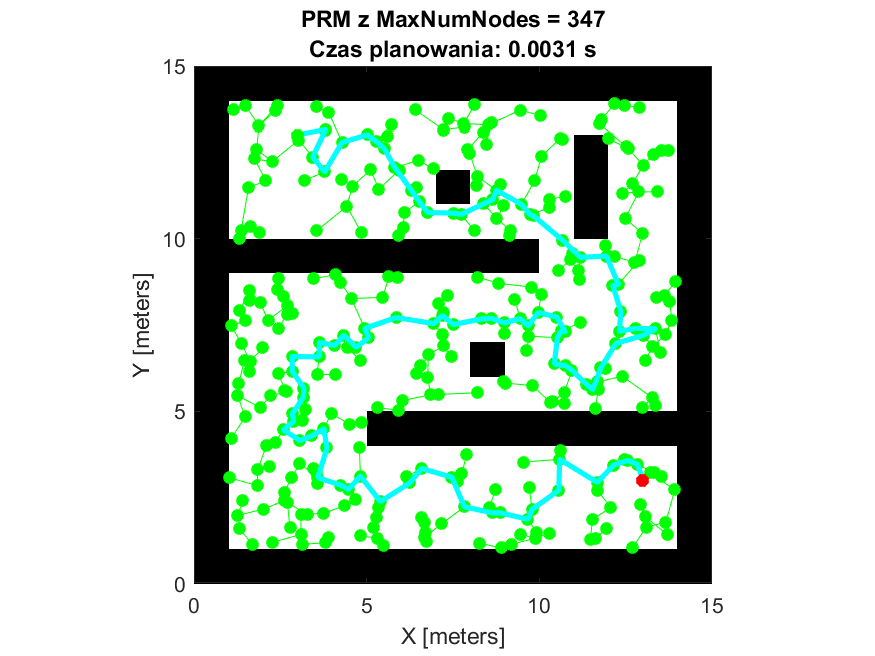 PRM z MaxNumNodes = 347
Czas planowania: 0.0031 s
15
10
5
0
Y [meters]
0 5 10 15
X [meters]